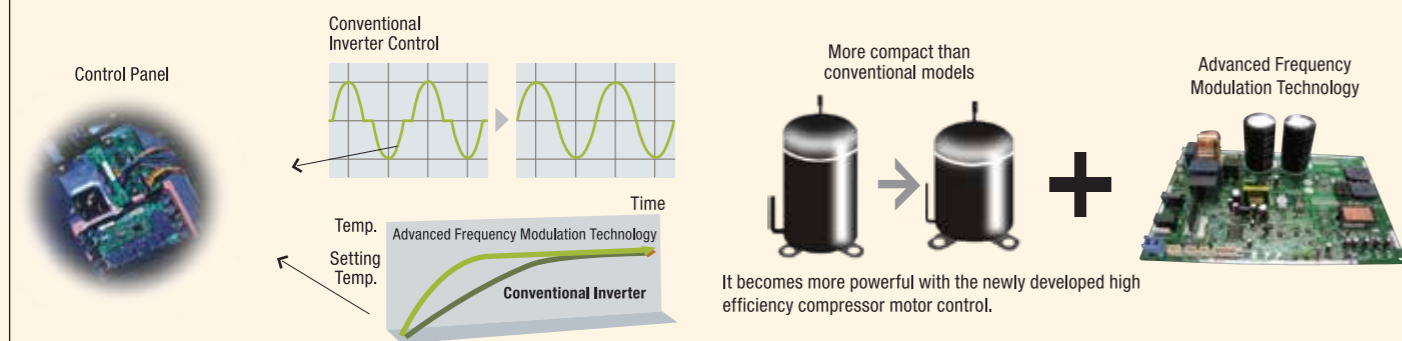 Control Panel
Conventional
Inverter Control
Time
Temp.
Advanced Frequency Modulation Technology
Setting
Temp.
Conventional Inverter
More compact than
conventional models
It becomes more powerful with the newly developed high
efficiency compressor motor control.
Advanced Frequency
Modulation Technology